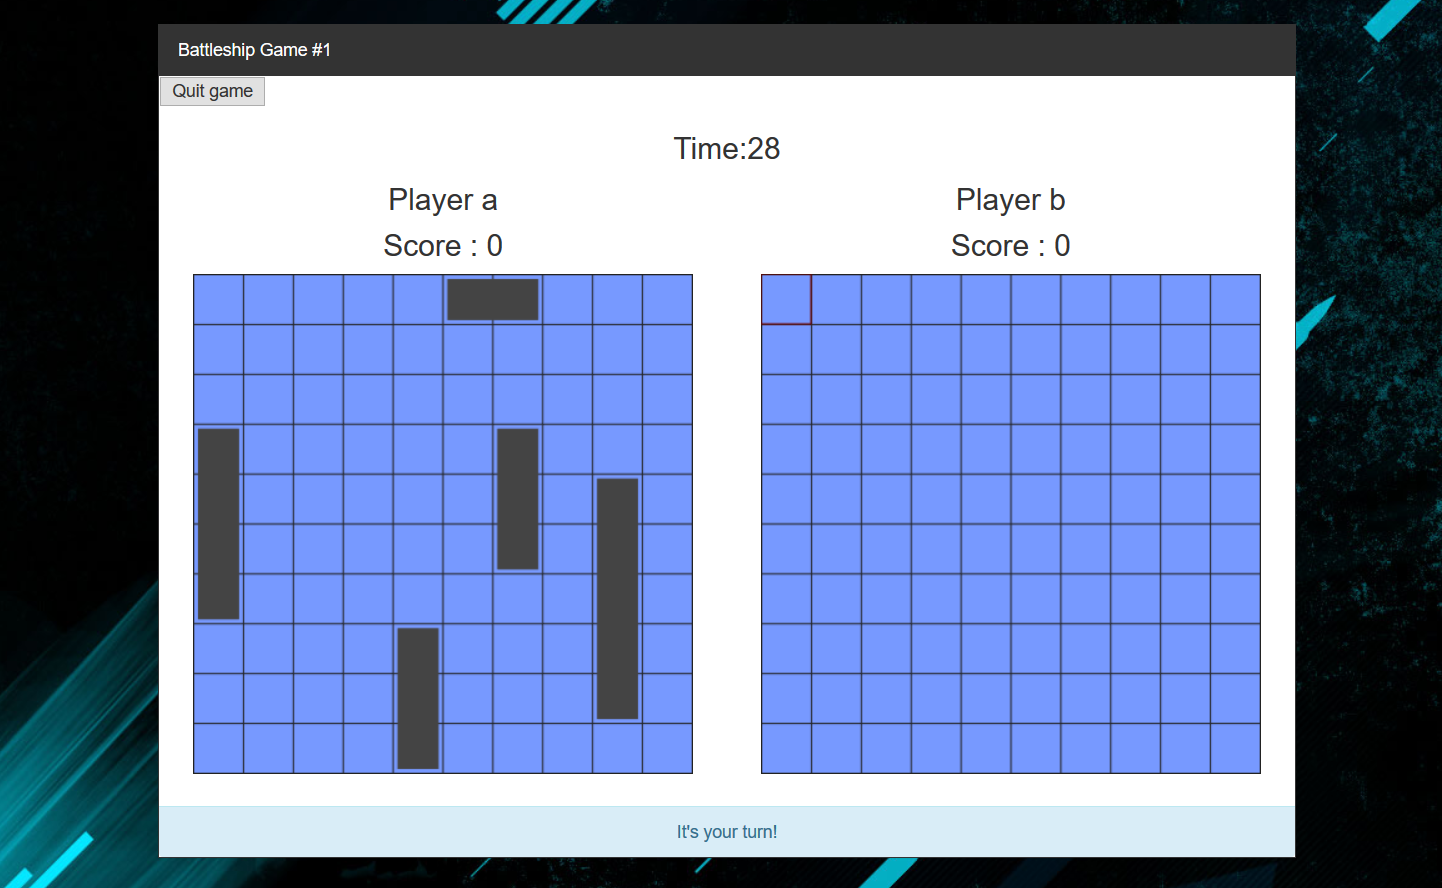 Battleship Game #1
Quit game
Time:28
Player a
Score : 0
Player b
Score : 0
It's your turn!